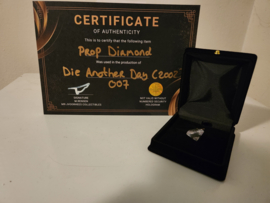 CERTIFICATE
OF AUTHENTICITY
This is to certify that the following item
Prop Diamond
Was used in the production of
Die Another Day (2002)
007
SIGNATURE